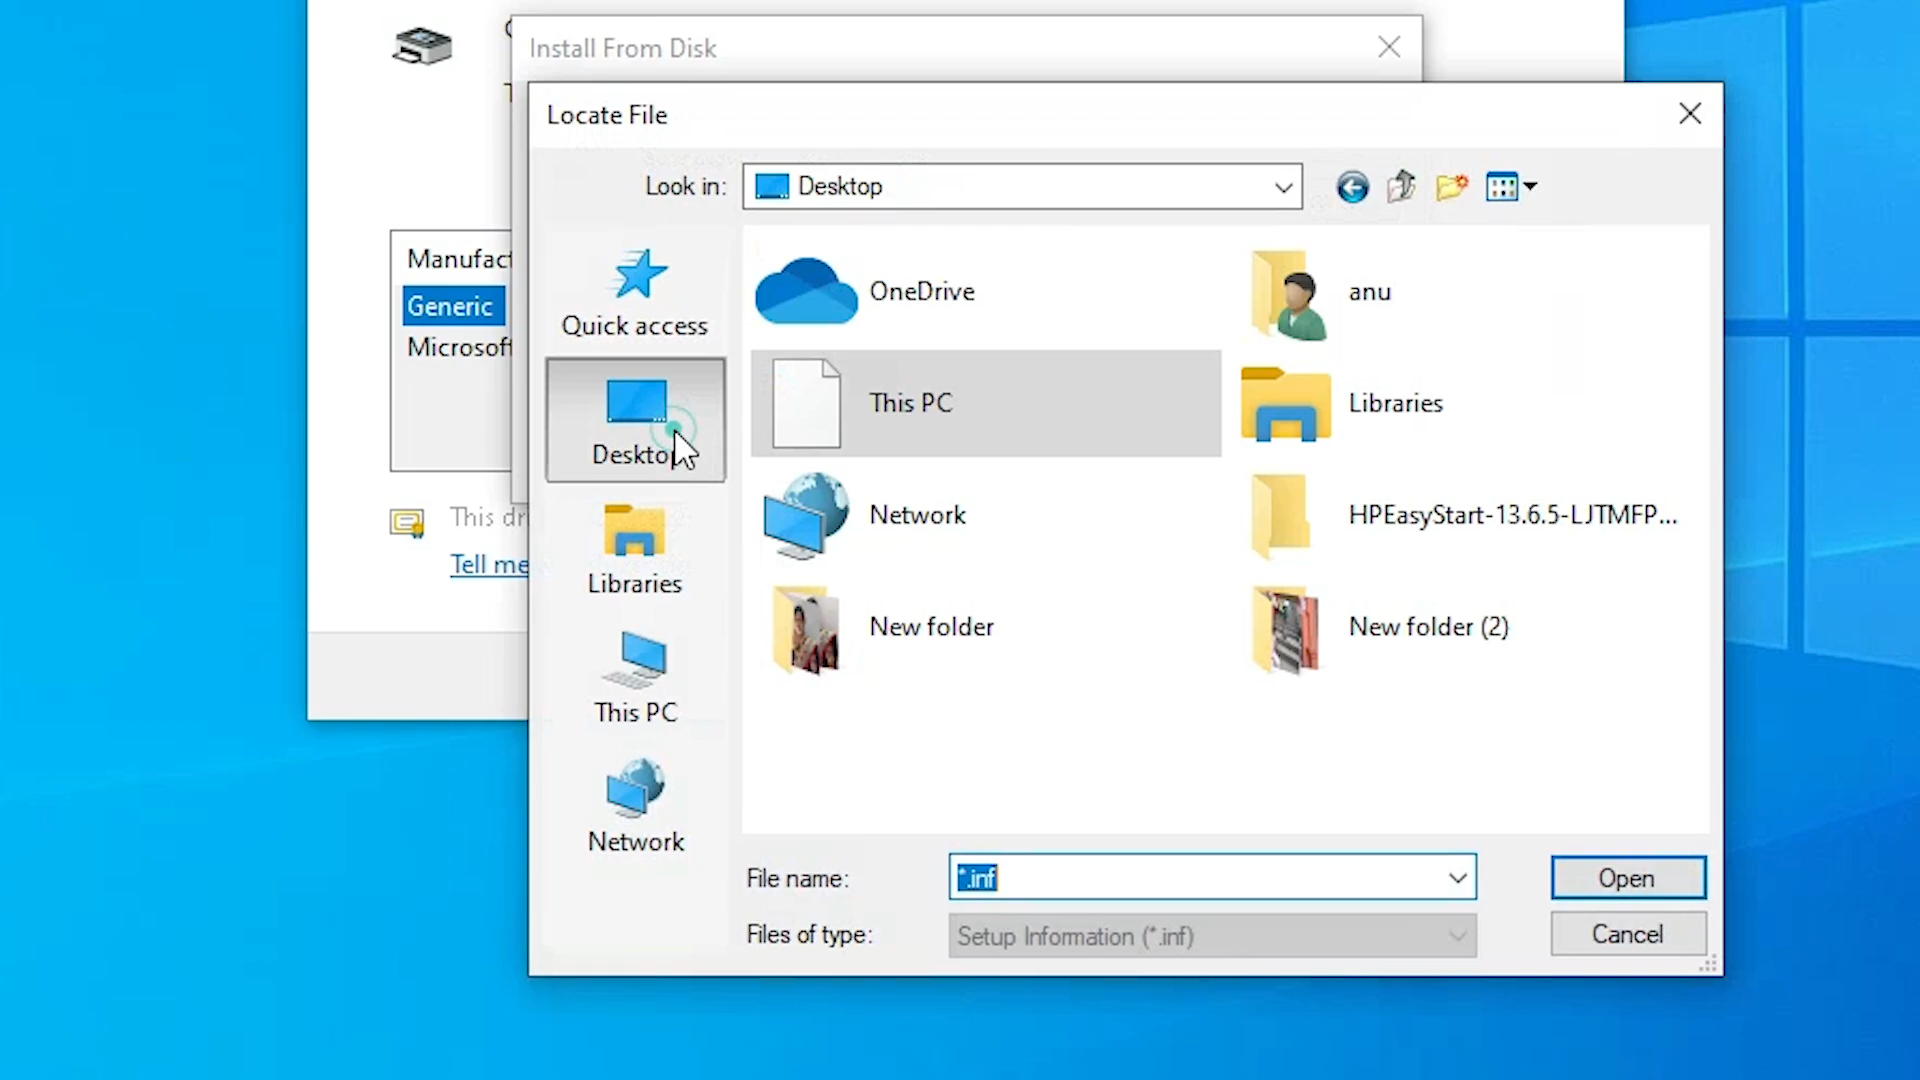 Install From Disk
Locate File
Look in:
Desktop
Manufact
Generic
Microsoft
This dri
Tell me
Quick access
Desktop
Libraries
This PC
Network
OneDrive
anu
This PC
Libraries
Network
HPEasyStart-13.6.5-LJTMFP...
New folder
New folder (2)
File name:
*.inf
Open
Files of type:
Setup Information (*.inf)
Cancel